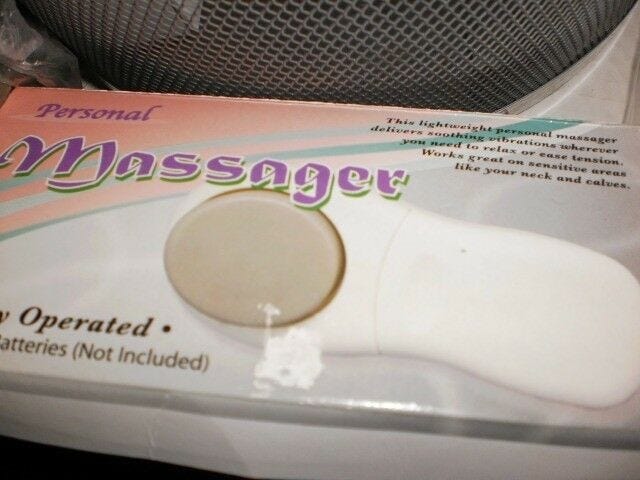 Personal
Massager
This lightweight personal massager
delivers soothing vibrations wherever
you need to relax or ease tension.
Works great on sensitive areas
like your neck and calves.
y Operated •
Batteries (Not Included)